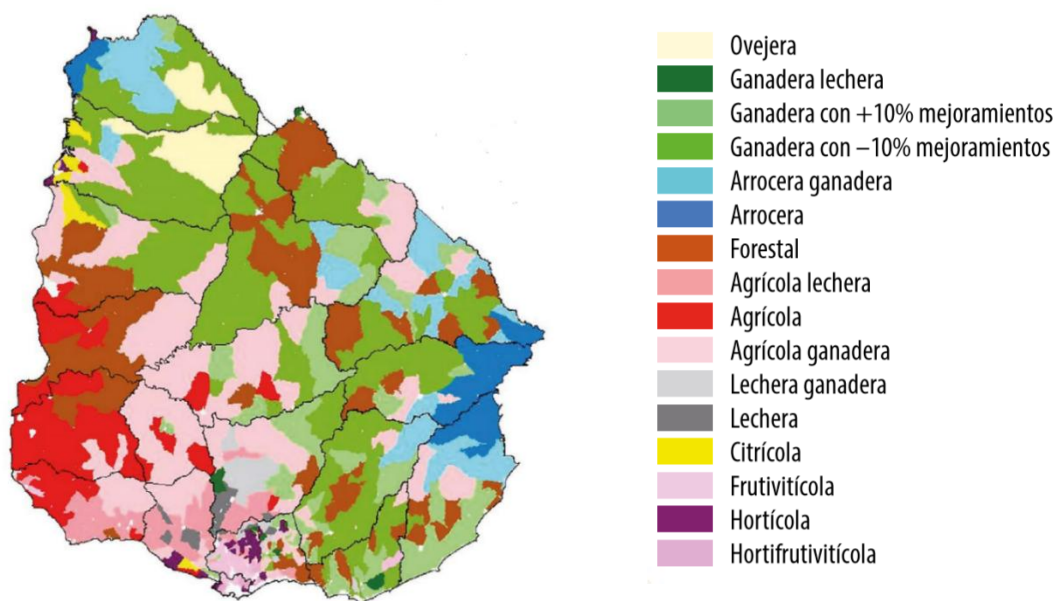 Ovejera
Ganadera lechera
Ganadera con +10% mejoramientos
Ganadera con –10% mejoramientos
Arrocera ganadera
Arrocera
Forestal
Agrícola lechera
Agrícola
Agrícola ganadera
Lechera ganadera
Lechera
Citrícola
Frutivitícola
Hortícola
Hortifrutivitícola